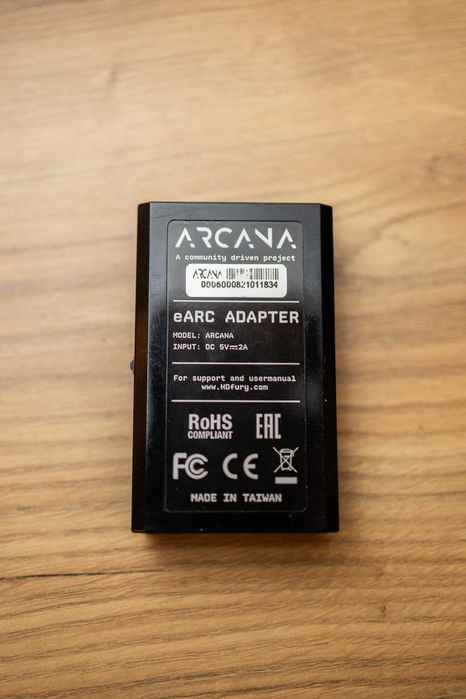 ARCANA
A community driven project
ARCANA
0006000821011834
eARC ADAPTER
MODEL: ARCANA
INPUT: DC 5V⎓2A
For support and usermanual
www.HDfury.com
RoHS
COMPLIANT
EAC
FC CE
MADE IN TAIWAN